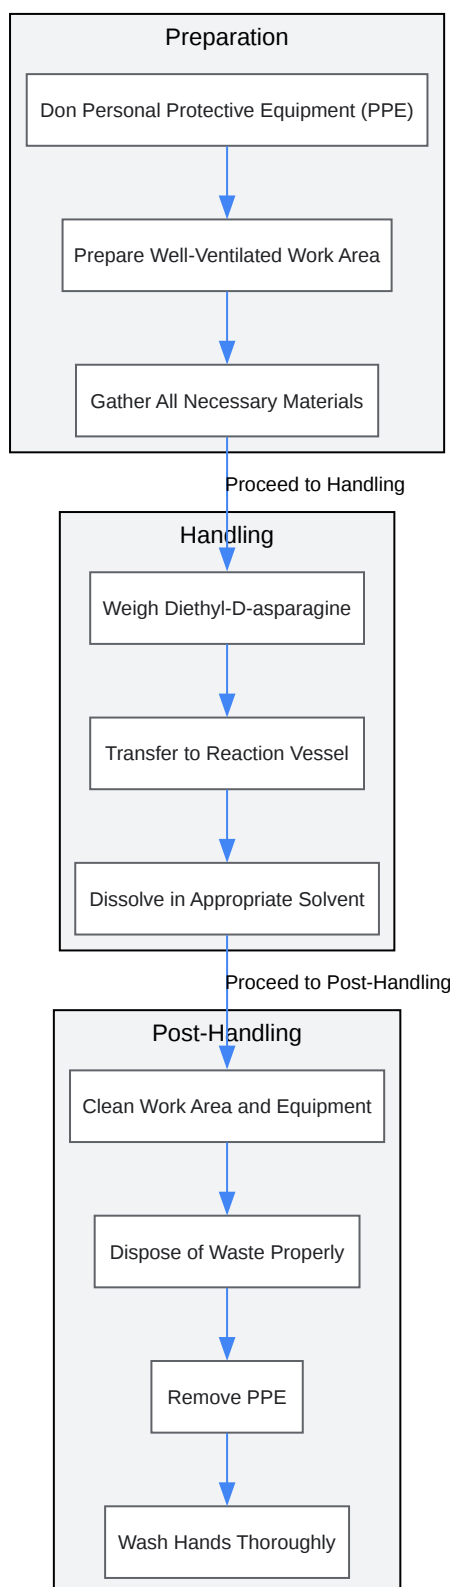 Preparation
Don Personal Protective Equipment (PPE)
Prepare Well-Ventilated Work Area
Gather All Necessary Materials
Proceed to Handling
Handling
Weigh Diethyl-D-asparagine
Transfer to Reaction Vessel
Dissolve in Appropriate Solvent
Proceed to Post-Handling
Post-Handling
Clean Work Area and Equipment
Dispose of Waste Properly
Remove PPE
Wash Hands Thoroughly